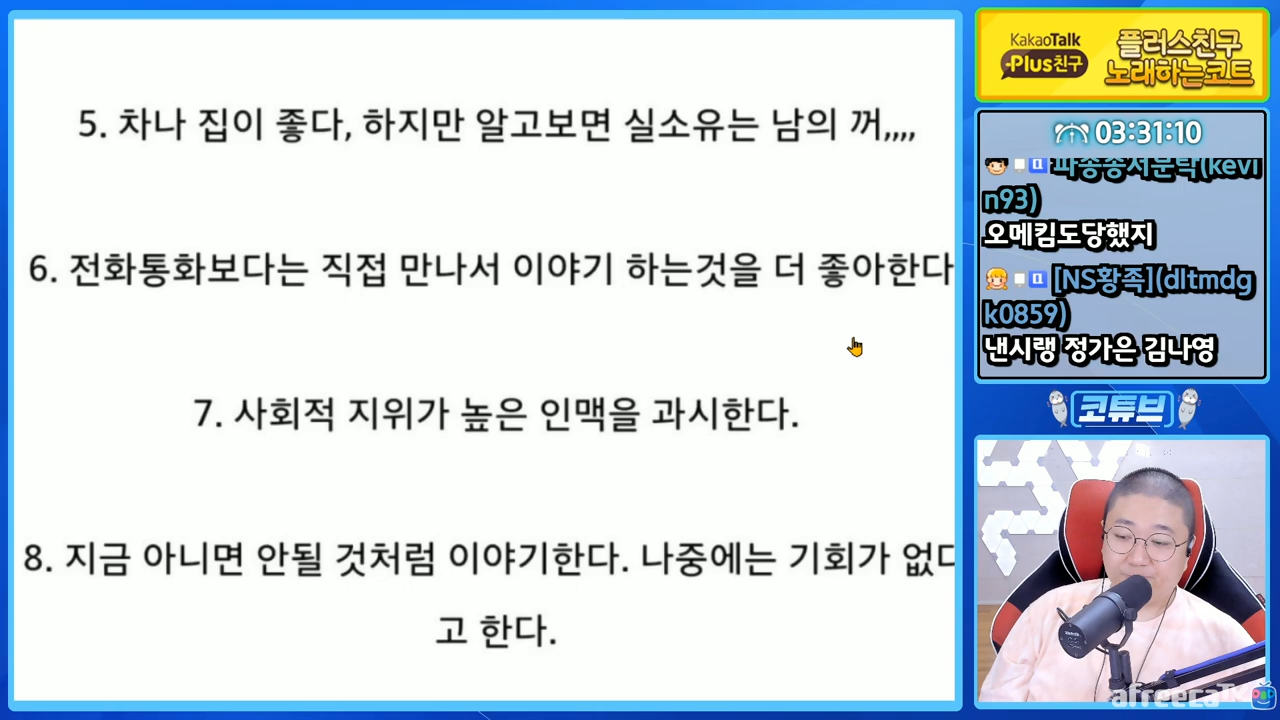 5. 차나 집이 좋다, 하지만 알고보면 실소유는 남의 꺼,,,,
6. 전화통화보다는 직접 만나서 이야기 하는것을 더 좋아한다
7. 사회적 지위가 높은 인맥을 과시한다.
8. 지금 아니면 안될 것처럼 이야기한다. 나중에는 기회가 없다
고 한다.
KakaoTalk
Plus친구
플러스친구
노래하는코트
03:31:10
(kevi
n93)
오메킴도당했지
[NS황족](dltmdg
k0859)
낸시랭 정가은 김나영
코튜브
afreecaTV